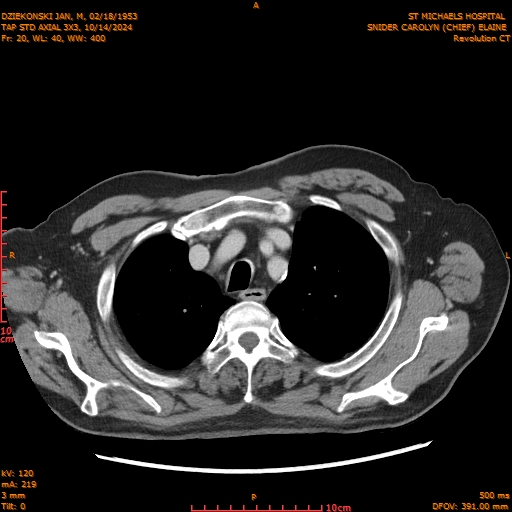 A
DZIEKONSKI JAN, M, 02/18/1953
TAP STD AXIAL 3X3, 10/14/2024
Fr: 20, WL: 40, WW: 400
ST MICHAELS HOSPITAL
SNIDER CAROLYN (CHIEF) ELAINE
Revolution CT
R
L
10
cm
kV: 120
mA: 219
3 mm
Tilt: 0
P
10cm
500 ms
DFOV: 391.00 mm